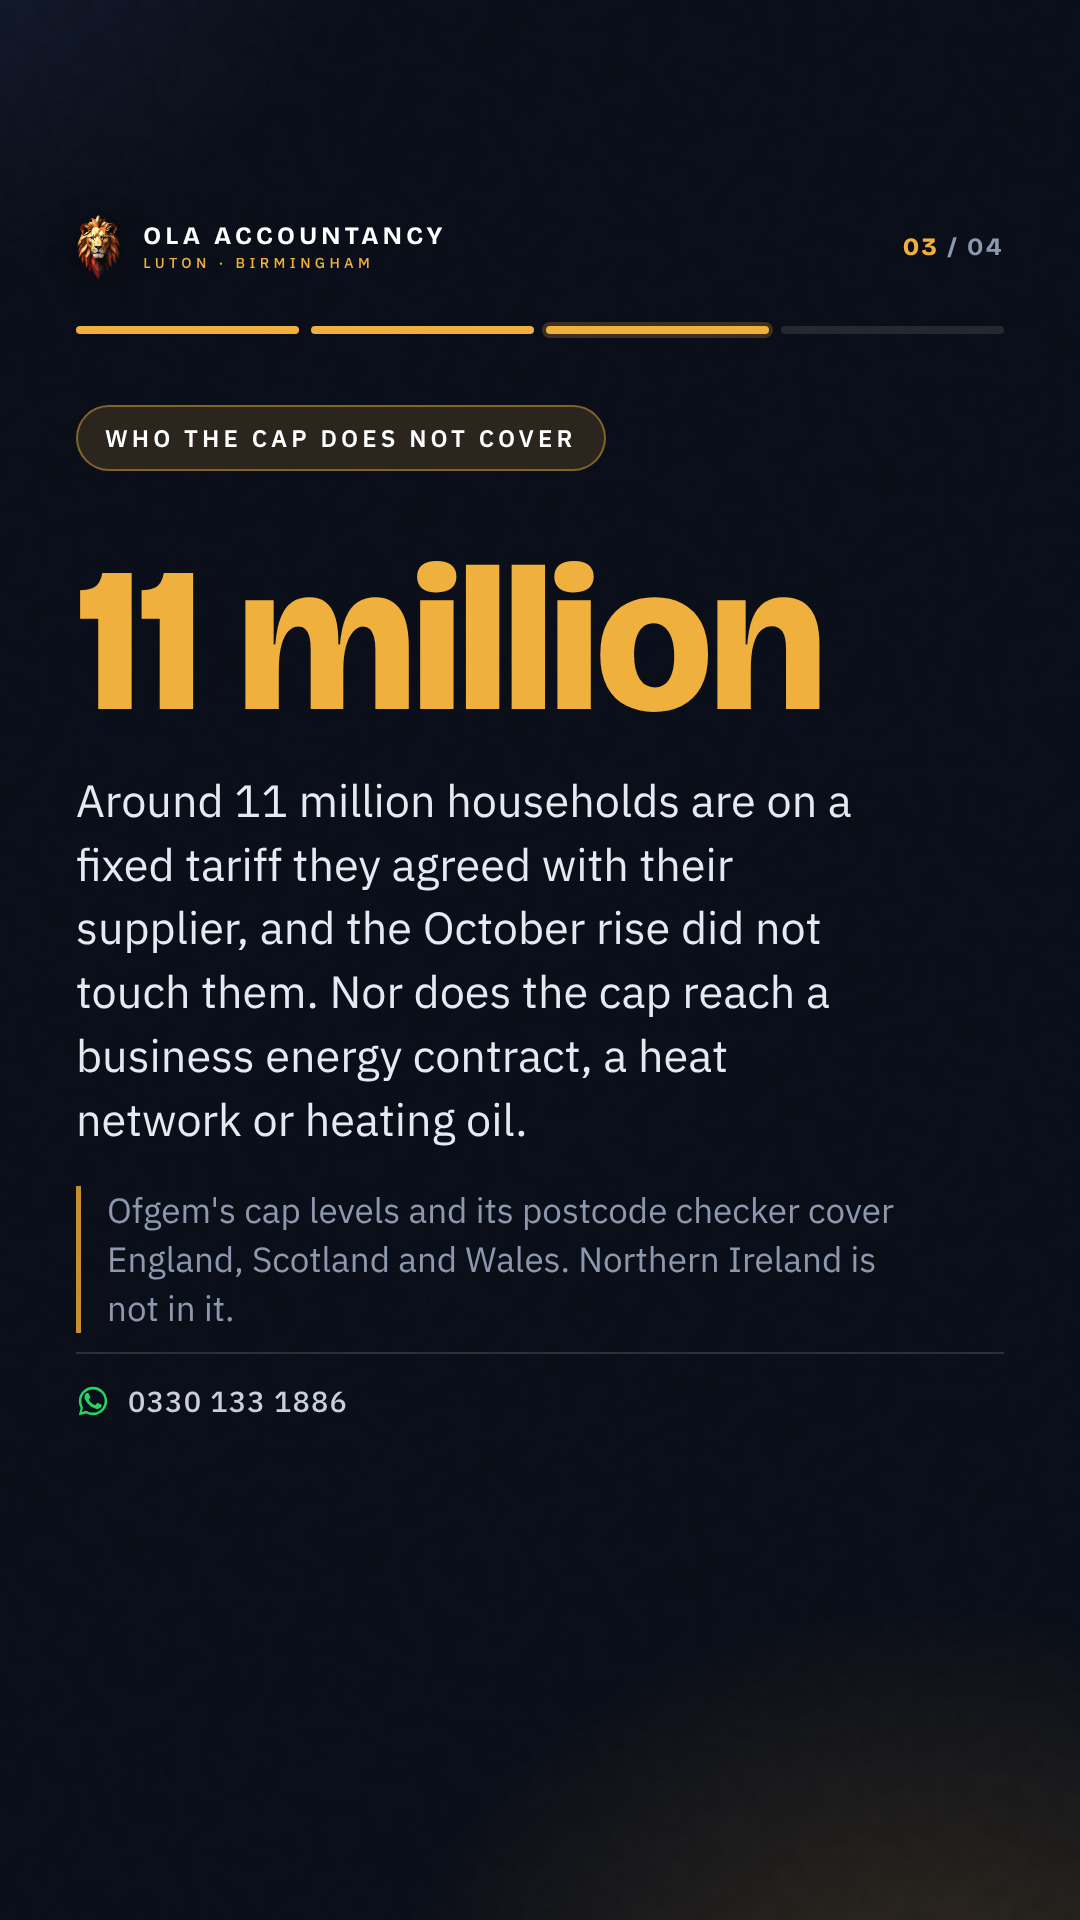 OLA ACCOUNTANCY
LUTON · BIRMINGHAM
03 / 04
WHO THE CAP DOES NOT COVER
11 million
Around 11 million households are on a
fixed tariff they agreed with their
supplier, and the October rise did not
touch them. Nor does the cap reach a
business energy contract, a heat
network or heating oil.
Ofgem's cap levels and its postcode checker cover
England, Scotland and Wales. Northern Ireland is
not in it.
0330 133 1886